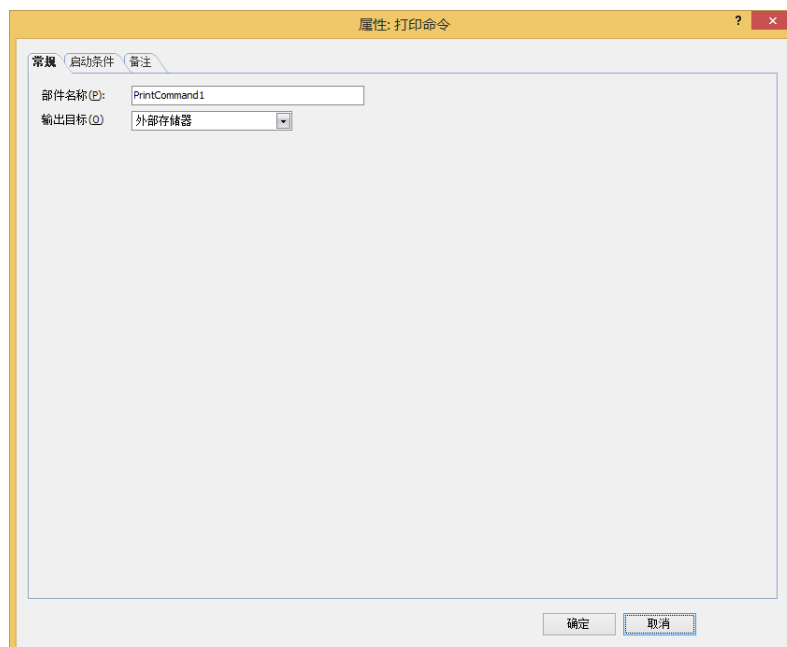 属性: 打印命令
? ×
常规 启动条件 备注
部件名称(P): PrintCommand1
输出目标(O) 外部存储器
确定 取消